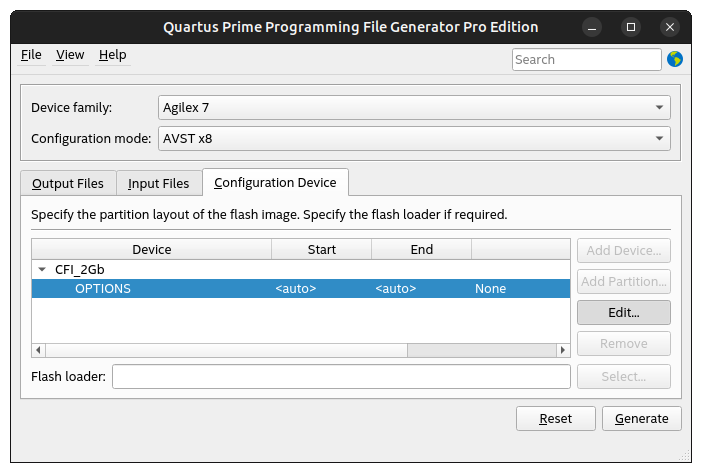 Quartus Prime Programming File Generator Pro Edition
File View Help Search
Device family: Agilex 7
Configuration mode: AVST x8
Output Files Input Files Configuration Device
Specify the partition layout of the flash image. Specify the flash loader if required.
Device Start End
CFI_2Gb
OPTIONS <auto> <auto> None
Add Device...
Add Partition...
Edit...
Remove
Flash loader: Select...
Reset Generate